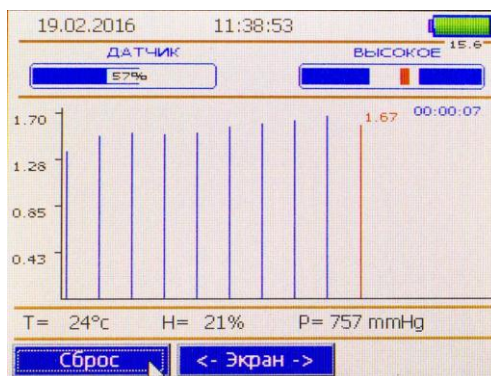 19.02.2016 11:38:53
15.6
ДАТЧИК ВЫСОКОЕ
57%
1.70
1.67 00:00:07
1.28
0.85
0.43
T= 24°c H= 21% P= 757 mmHg
Сброс <- Экран ->